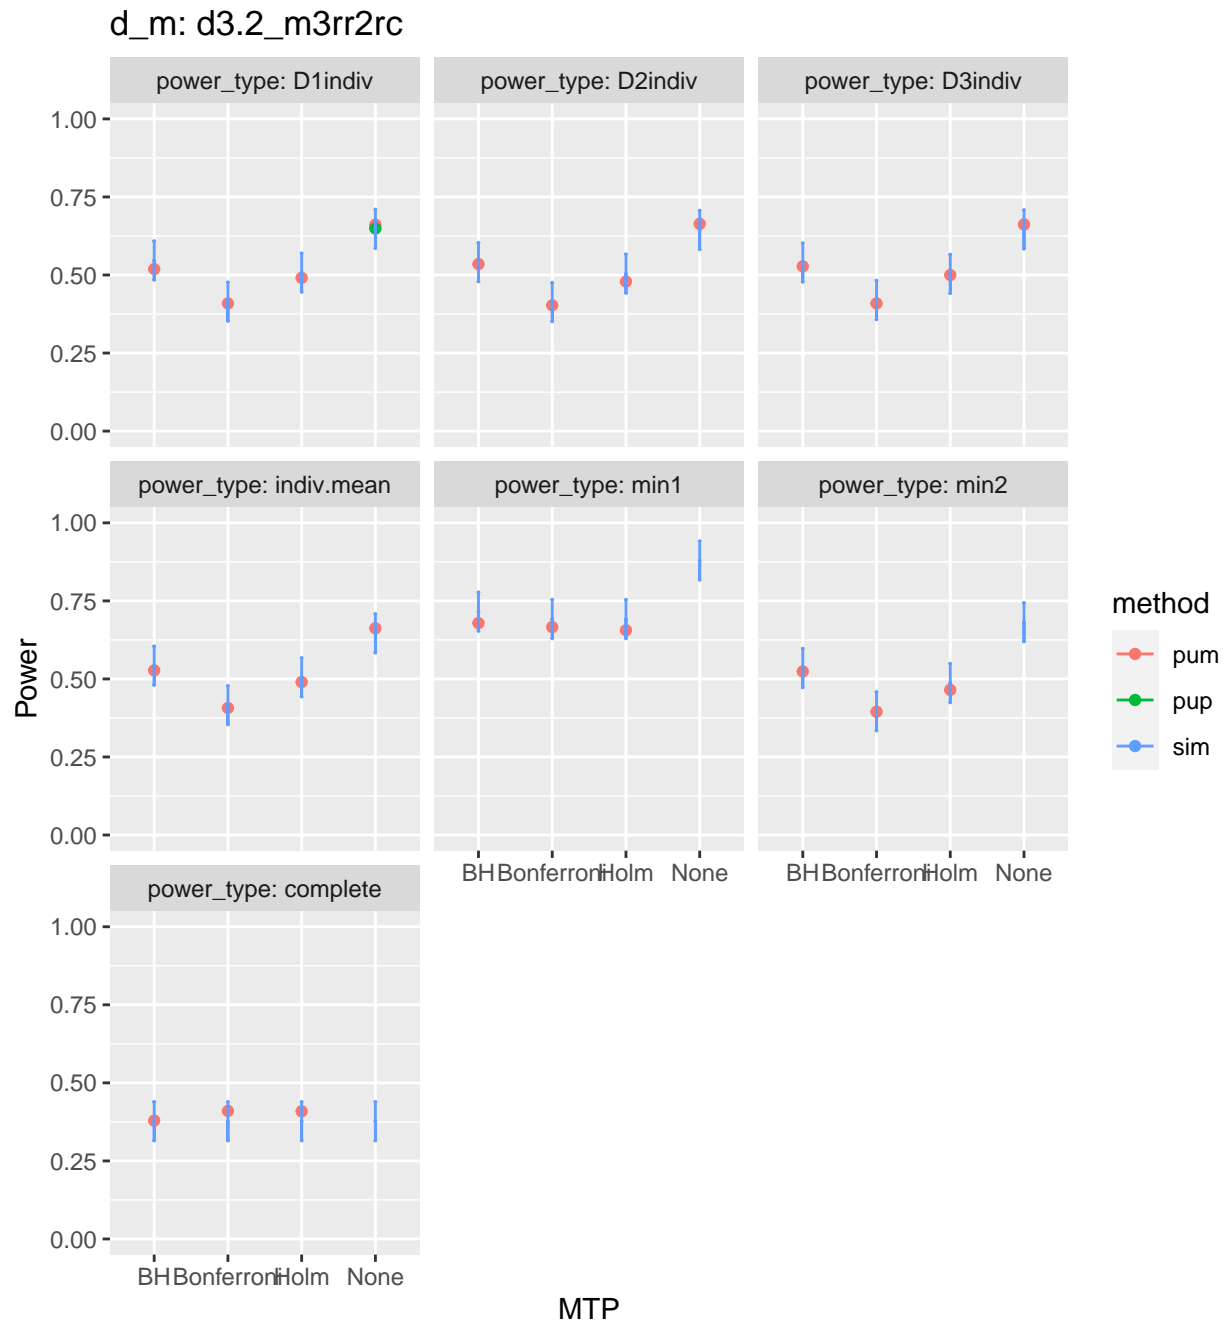 d_m: d3.2_m3rr2rc
power_type: D1indiv
power_type: D2indiv
power_type: D3indiv
1.00
0.75
0.50
0.25
0.00
power_type: indiv.mean
power_type: min1
power_type: min2
1.00
0.75
0.50
0.25
0.00
BH Bonferroni Holm None
BH Bonferroni Holm None
power_type: complete
1.00
0.75
0.50
0.25
0.00
BH Bonferroni Holm None
Power
MTP
method
pum
pup
sim